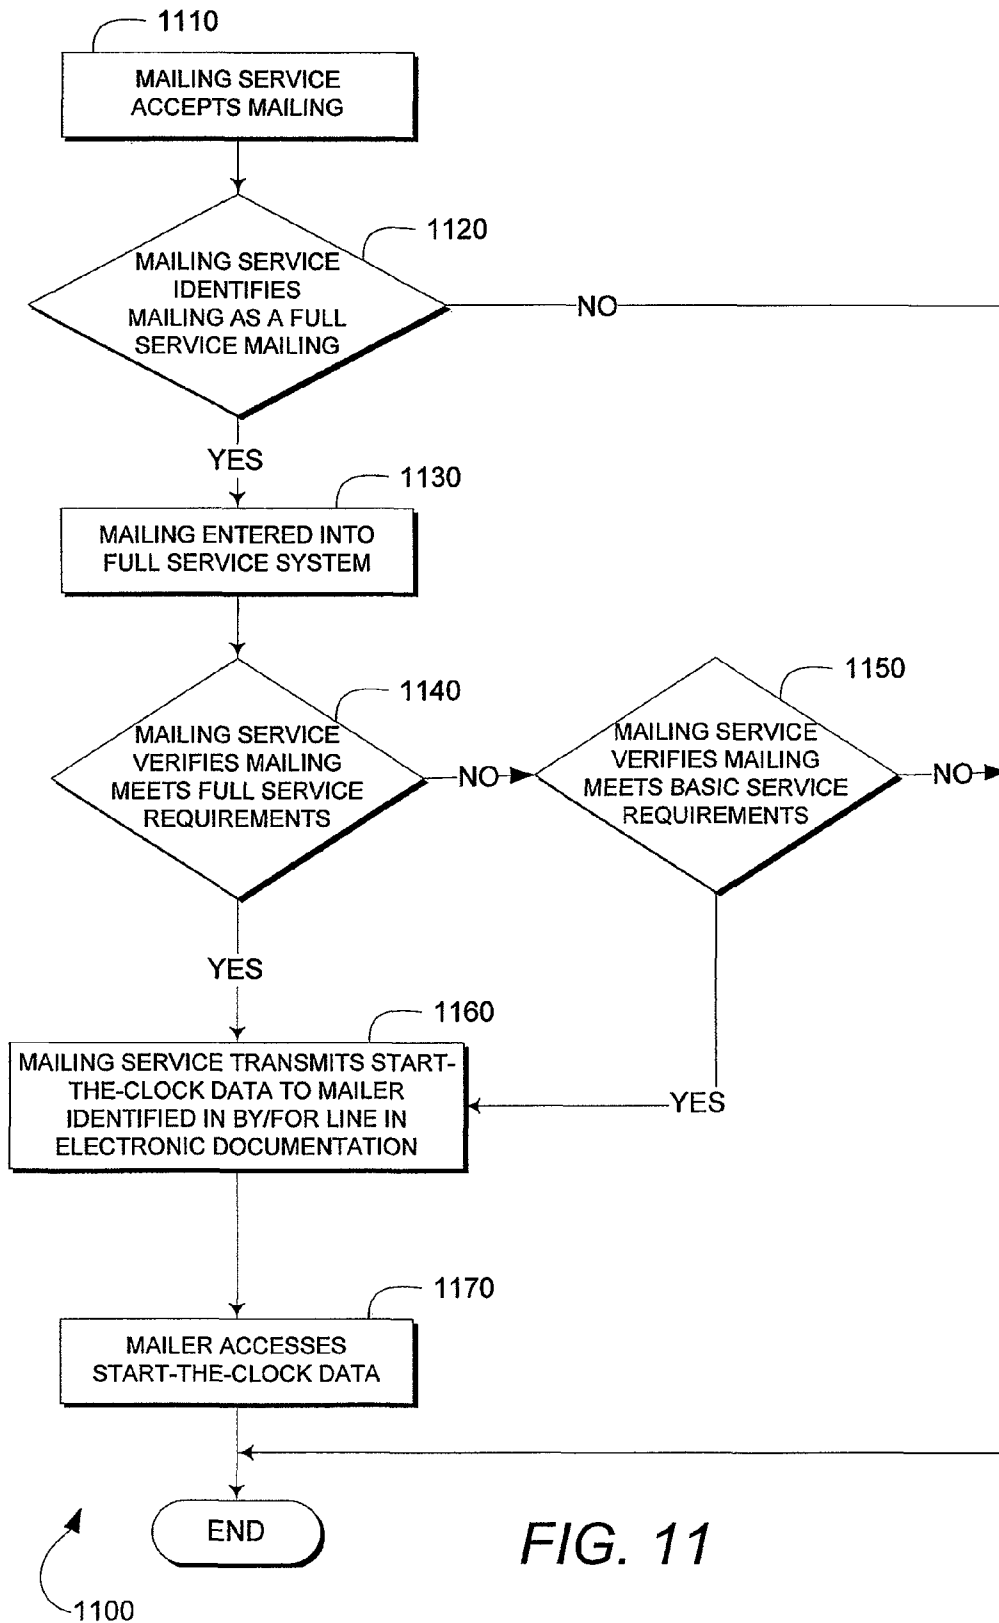 1110
MAILING SERVICE
ACCEPTS MAILING
1120
MAILING SERVICE
IDENTIFIES
MAILING AS A FULL
SERVICE MAILING
NO
YES
1130
MAILING ENTERED INTO
FULL SERVICE SYSTEM
1140
MAILING SERVICE
VERIFIES MAILING
MEETS FULL SERVICE
REQUIREMENTS
NO
1150
MAILING SERVICE
VERIFIES MAILING
MEETS BASIC SERVICE
REQUIREMENTS
NO
YES
YES
1160
MAILING SERVICE TRANSMITS START-
THE-CLOCK DATA TO MAILER
IDENTIFIED IN BY/FOR LINE IN
ELECTRONIC DOCUMENTATION
1170
MAILER ACCESSES
START-THE-CLOCK DATA
END
FIG. 11
1100